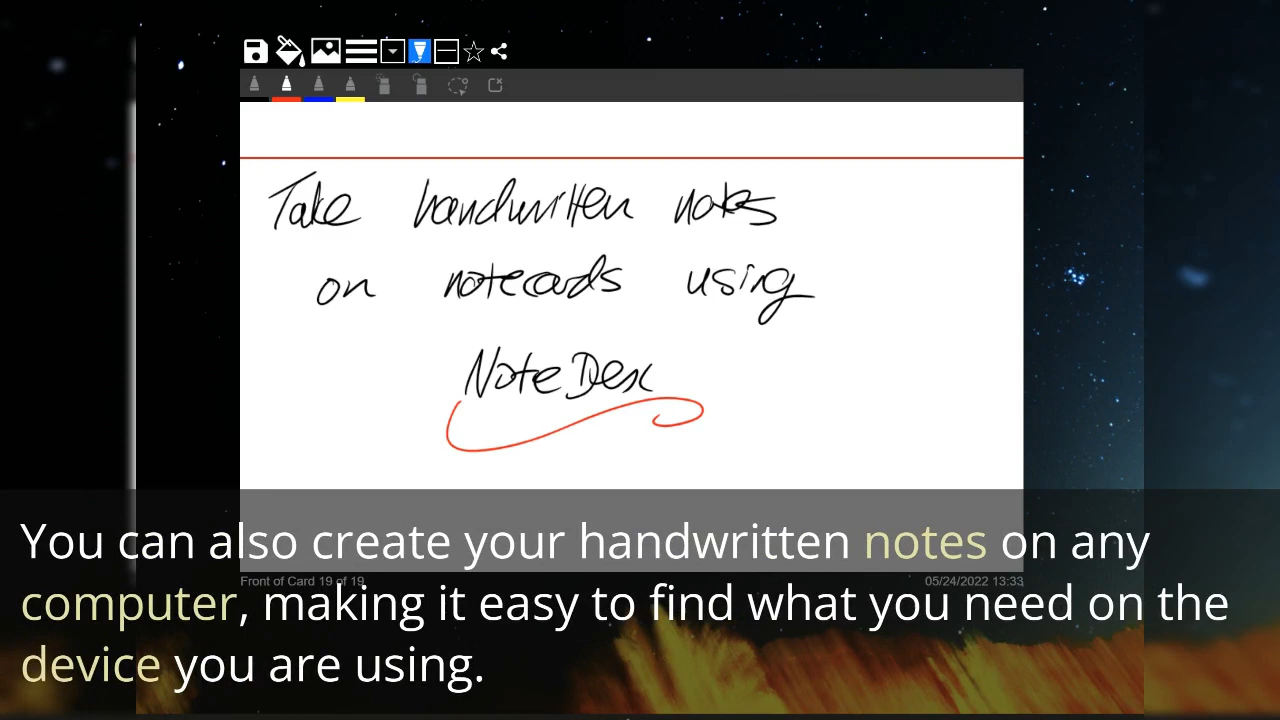 Take handwritten notes
on notecards using
NoteDesk
You can also create your handwritten notes on any
Front of Card 19 of 19 05/24/2022 13:33
computer, making it easy to find what you need on the
device you are using.